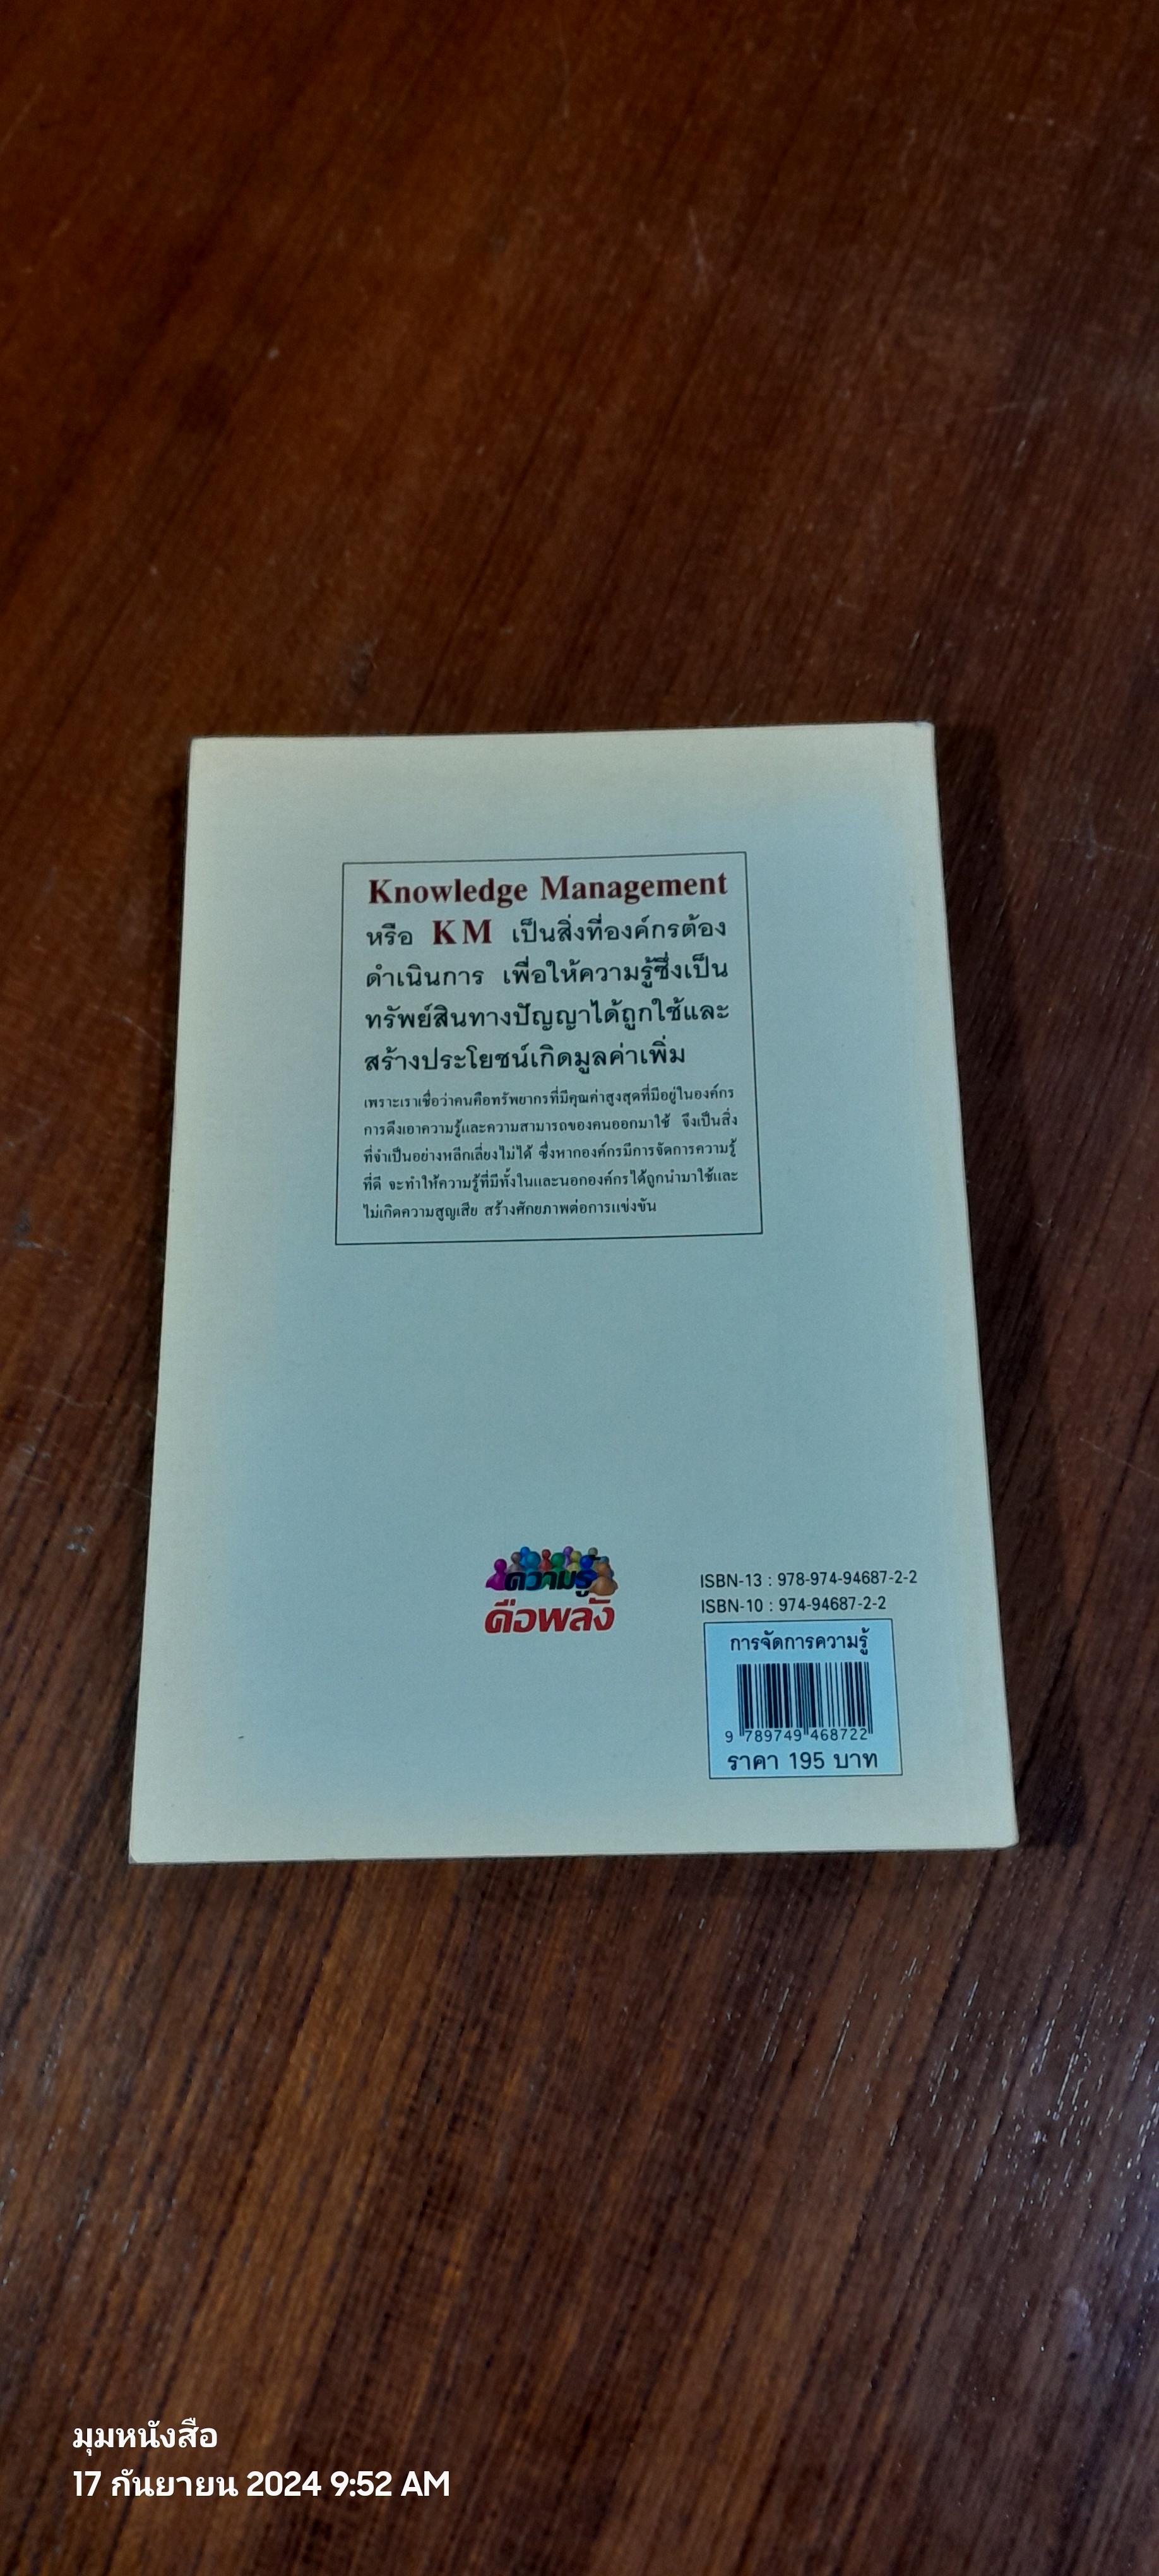 Knowledge Management
หรือ KM เป็นสิ่งที่องค์กรต้อง
ดำเนินการ เพื่อให้ความรู้ซึ่งเป็น
ทรัพย์สินทางปัญญาได้ถูกใช้และ
สร้างประโยชน์เกิดมูลค่าเพิ่ม
เพราะเราเชื่อว่าคนคือทรัพยากรที่มีคุณค่าสูงสุดที่มีอยู่ในองค์กร
การดึงเอาความรู้และความสามารถของคนออกมาใช้ จึงเป็นสิ่ง
ที่จำเป็นอย่างหลีกเลี่ยงไม่ได้ ซึ่งหากองค์กรมีการจัดการความรู้
ที่ดี จะทำให้ความรู้ที่มีทั้งในและนอกองค์กรได้ถูกนำมาใช้และ
ไม่เกิดความสูญเสีย สร้างศักยภาพต่อการแข่งขัน
ความรู้
คือพลัง
ISBN-13 : 978-974-94687-2-2
ISBN-10 : 974-94687-2-2
การจัดการความรู้
9 789749 468722
ราคา 195 บาท
มุมหนังสือ
17 กันยายน 2024 9:52 AM